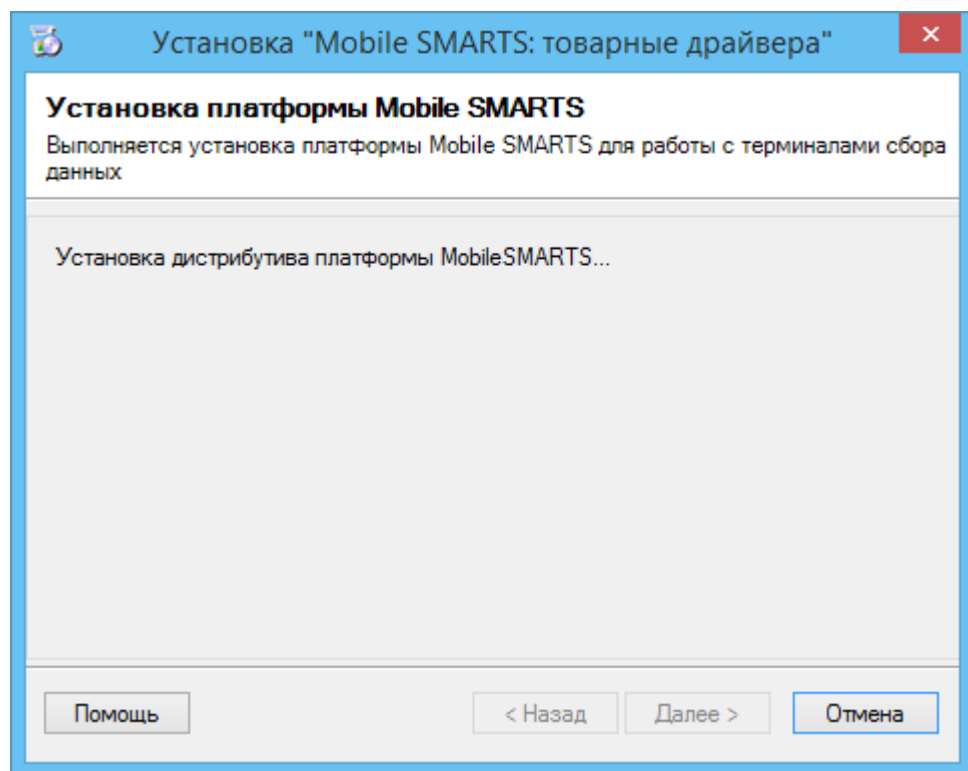 Установка "Mobile SMARTS: товарные драйвера"
Установка платформы Mobile SMARTS
Выполняется установка платформы Mobile SMARTS для работы с терминалами сбора
данных
Установка дистрибутива платформы MobileSMARTS...
Помощь
< Назад
Далее >
Отмена